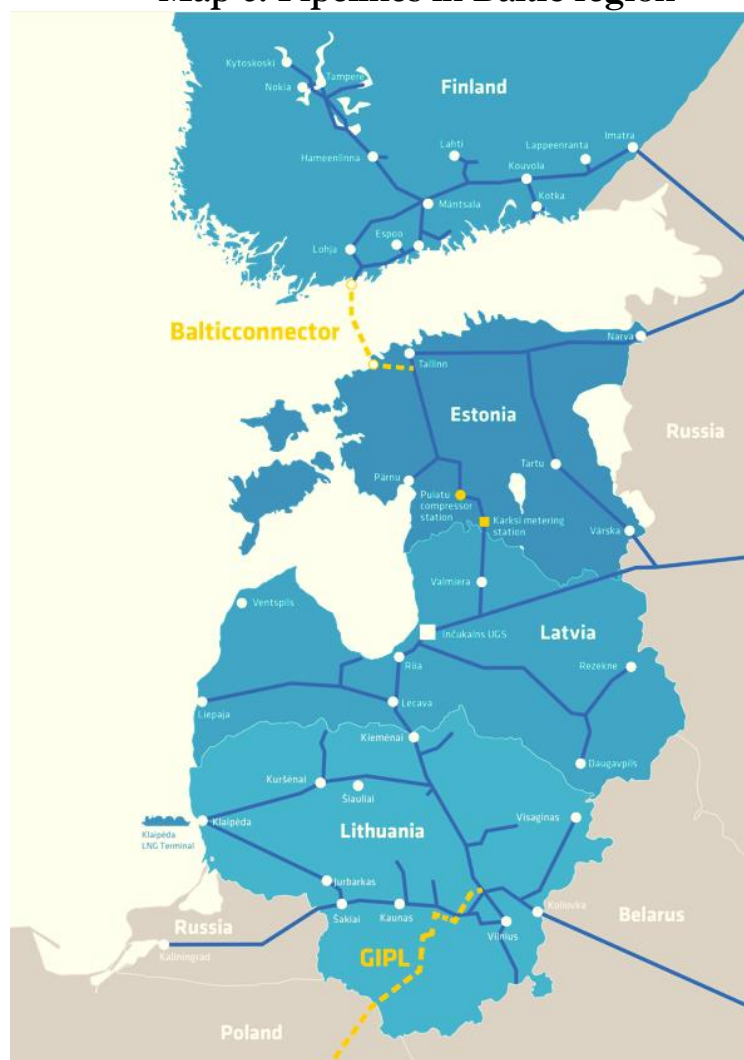 Map Pipelines in Baltic region
Kytoskoski
Tampere
Nokia
Finland
Imatra
Lahti
Lappeenranta
Hameenlinna
Kouvola
Kotka
Mäntsala
Espoo
Lohja
Balticconnector
Narva
Tallinn
Estonia
Russia
Tartu
Pärnu
Puiatu
compressor
station
Karksi metering
station
Värska
Valmiera
Ventspils
Inčukalns UGS
Latvia
Riia
Rezekne
Liepaja
Lecava
Kiemėnai
Daugavpils
Kuršėnai
Šiauliai
Visaginas
Klaipėda
Lithuania
Klaipėda
LNG Terminal
Jurbarkas
Šakiai
Kaunas
Kotlovka
Belarus
Russia
Vilnius
Kaliningrad
GIPL
Poland